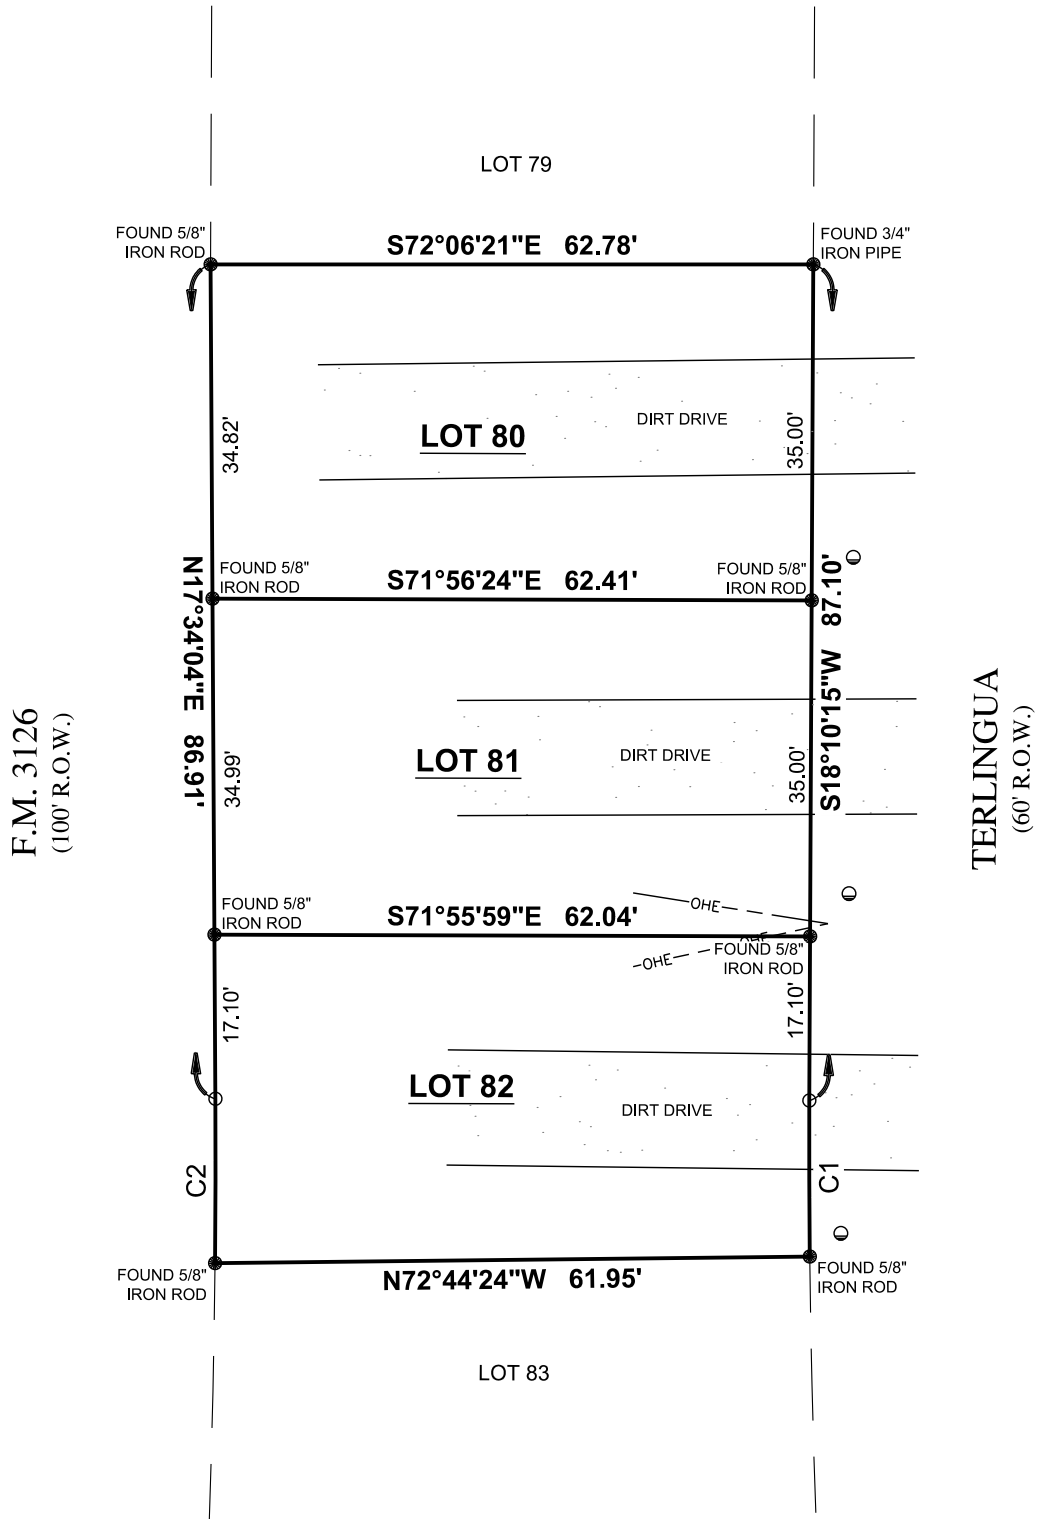 LOT 79
FOUND 5/8"
IRON ROD
S72°06'21"E 62.78'
FOUND 3/4"
IRON PIPE
34.82'
LOT 80
DIRT DRIVE
35.00'
FOUND 5/8"
IRON ROD
S71°56'24"E 62.41'
FOUND 5/8"
IRON ROD
N17°34'04"E 86.91'
S18°10'15"W 87.10'
F.M. 3126
(100' R.O.W.)
34.99'
LOT 81
DIRT DRIVE
35.00'
TERLINGUA
(60' R.O.W.)
FOUND 5/8"
IRON ROD
S71°55'59"E 62.04'
OHE
OHE
FOUND 5/8"
IRON ROD
17.10'
17.10'
LOT 82
DIRT DRIVE
C2
C1
FOUND 5/8"
IRON ROD
N72°44'24"W 61.95'
FOUND 5/8"
IRON ROD
LOT 83